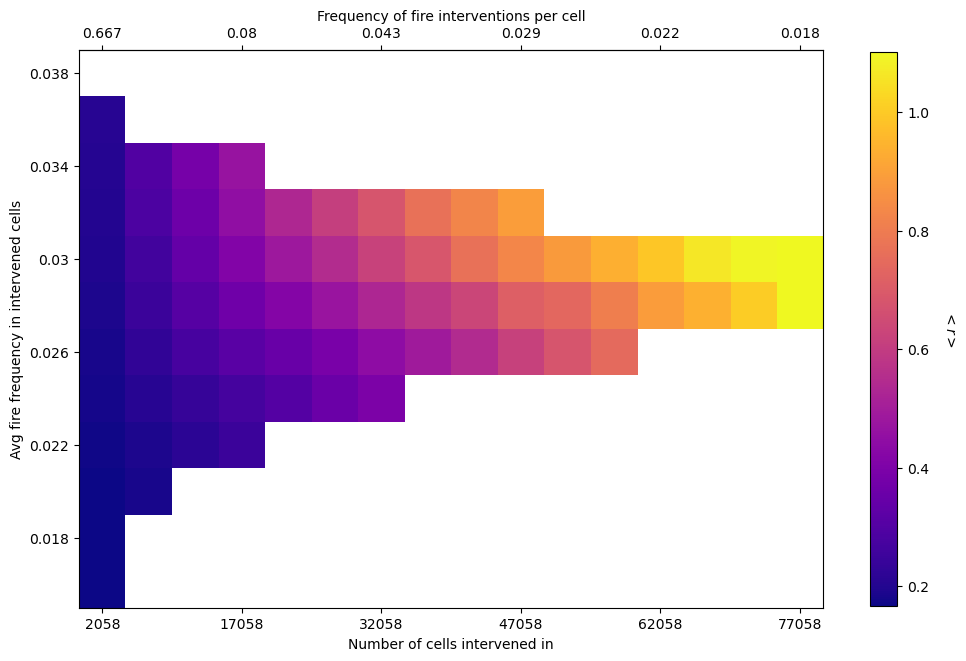 Frequency of fire interventions per cell
0.667 0.08 0.043 0.029 0.022 0.018
Avg fire frequency in intervened cells
0.038
0.034
0.03
0.026
0.022
0.018
2058 17058 32058 47058 62058 77058
Number of cells intervened in
1.0
0.8
0.6
0.4
0.2
< r >